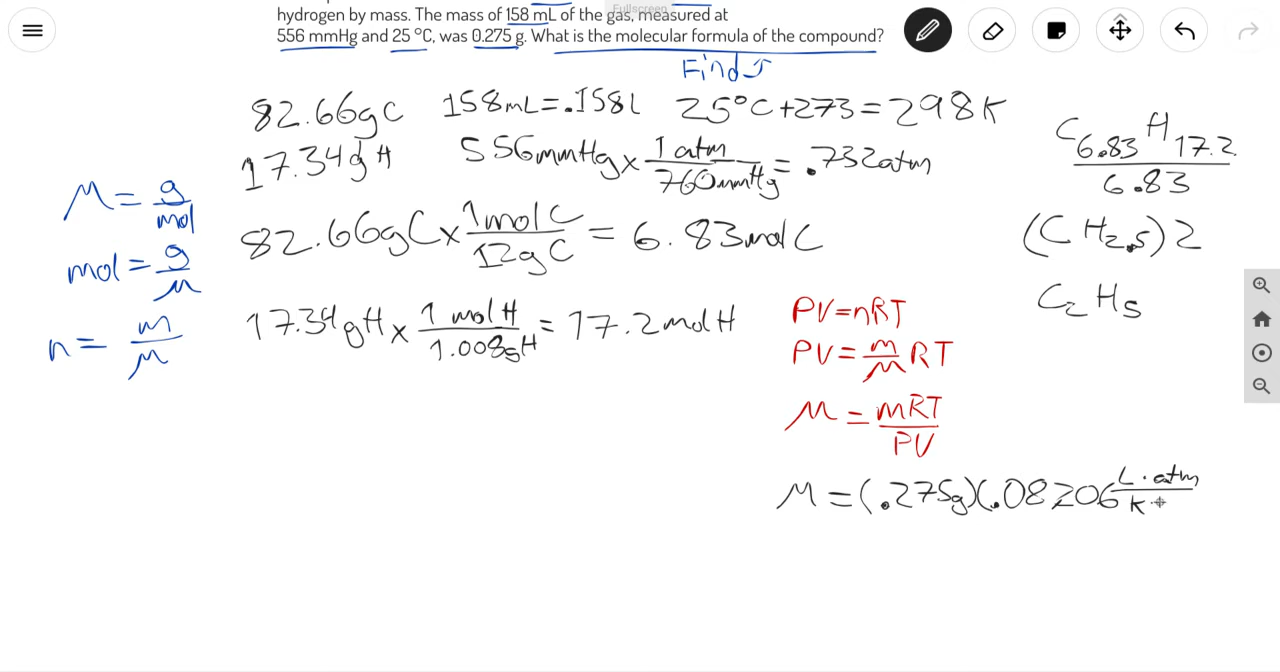 Fullscreen
hydrogen by mass. The mass of 158 mL of the gas, measured at
556 mmHg and 25 °C, was 0.275 g. What is the molecular formula of the compound?
Find
82.66gC 158mL=.158L 25°C+273=298K
17.34gH 556mmHg x 1 atm/760mmHg = .732atm
C6.83 H17.2
6.83
M = g/mol
82.66gC x 1molC/12gC = 6.83molC
(CH2.5)2
mol = g/M
C2H5
17.34gH x 1 molH/1.008gH = 17.2molH
n = m/M
PV=nRT
PV = m/M RT
M = mRT/PV
M = (.275g)(.08206 L·atm/K·